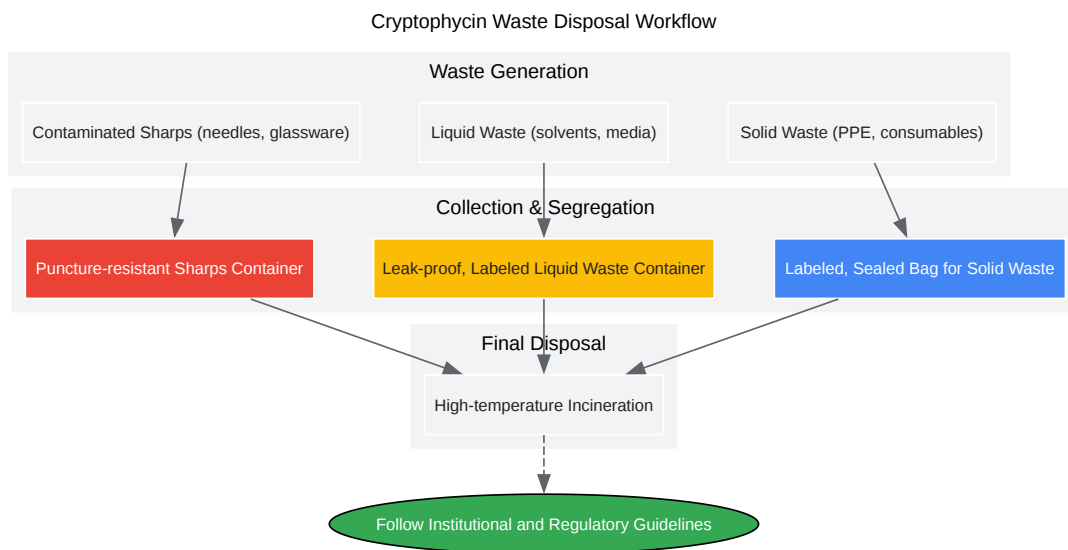 Cryptophycin Waste Disposal Workflow
Waste Generation
Contaminated Sharps (needles, glassware)
Liquid Waste (solvents, media)
Solid Waste (PPE, consumables)
Collection & Segregation
Puncture-resistant Sharps Container
Leak-proof, Labeled Liquid Waste Container
Labeled, Sealed Bag for Solid Waste
Final Disposal
High-temperature Incineration
Follow Institutional and Regulatory Guidelines